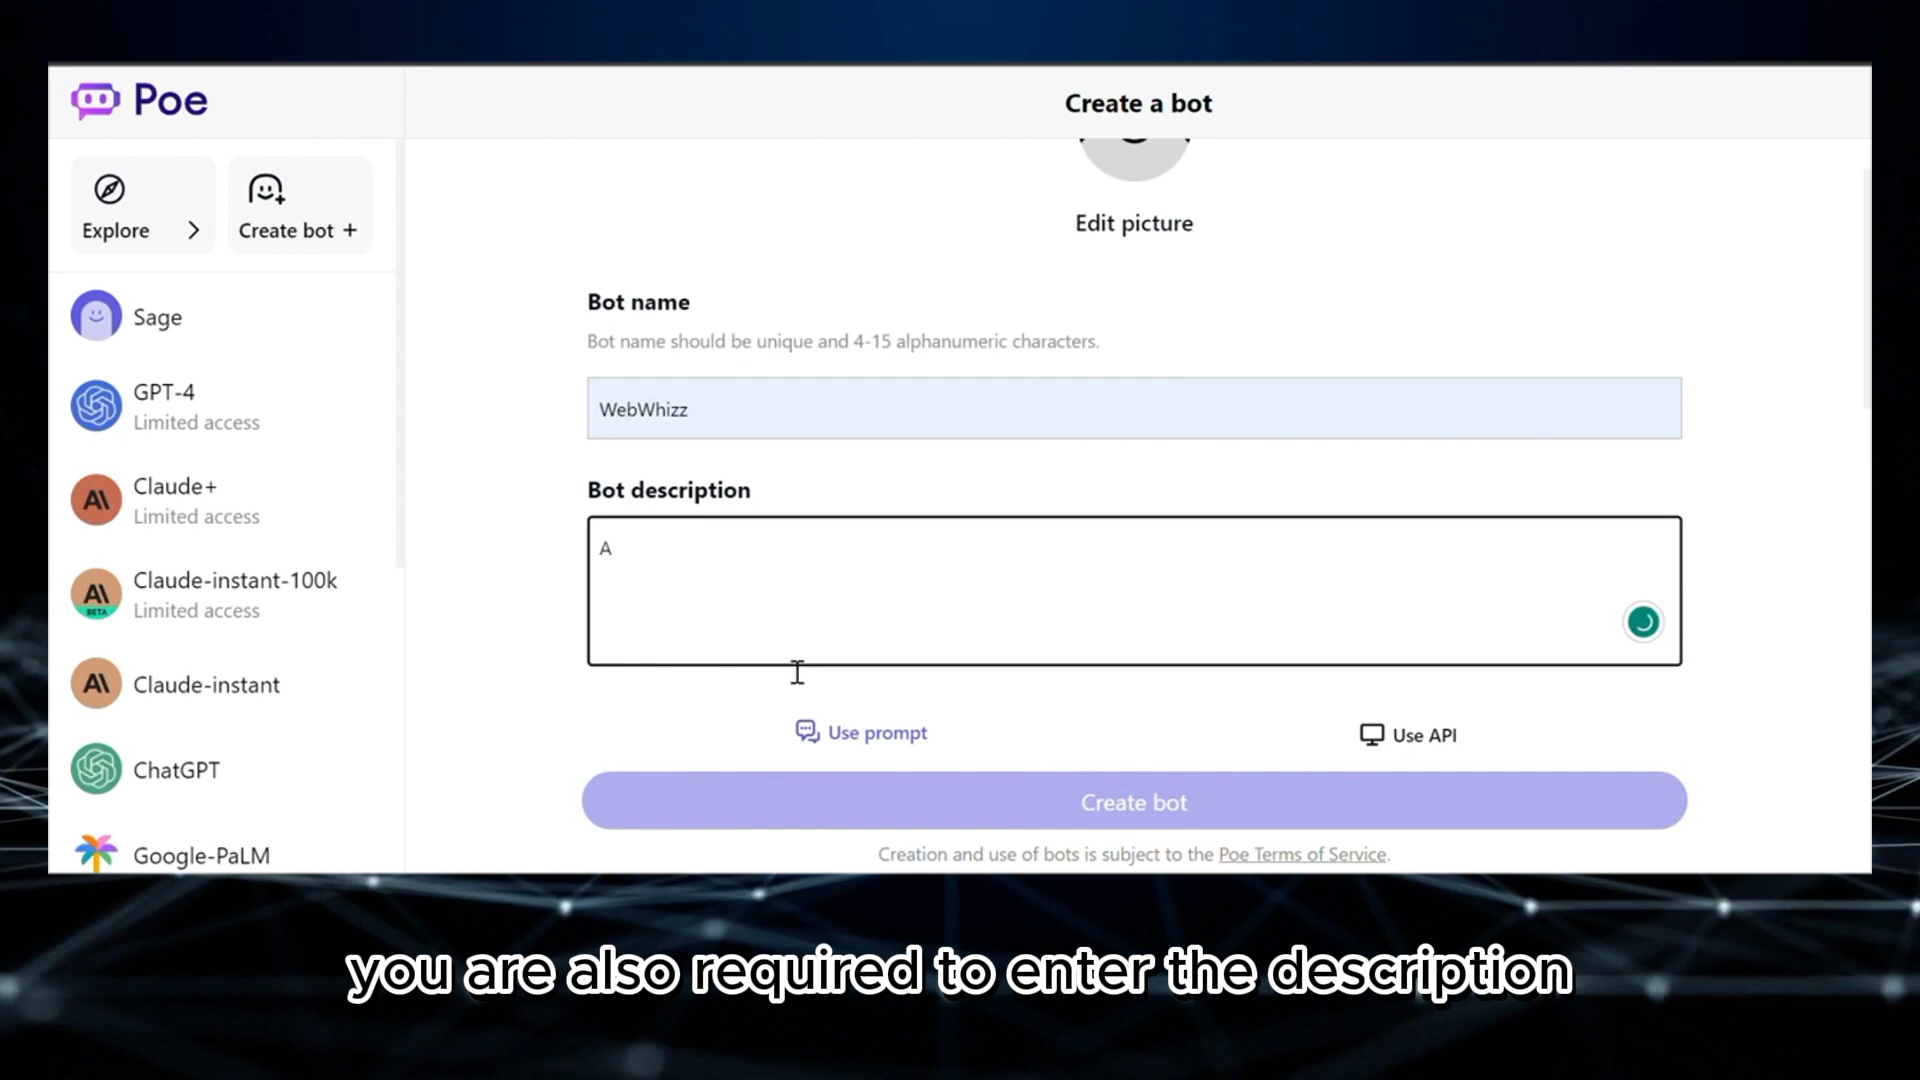 Poe
Create a bot
Explore
Create bot +
Edit picture
Sage
GPT-4
Limited access
Claude+
Limited access
Claude-instant-100k
Limited access
BETA
Claude-instant
ChatGPT
Google-PaLM
Bot name
Bot name should be unique and 4-15 alphanumeric characters.
WebWhizz
Bot description
A
Use prompt
Use API
Create bot
Creation and use of bots is subject to the Poe Terms of Service.
you are also required to enter the description